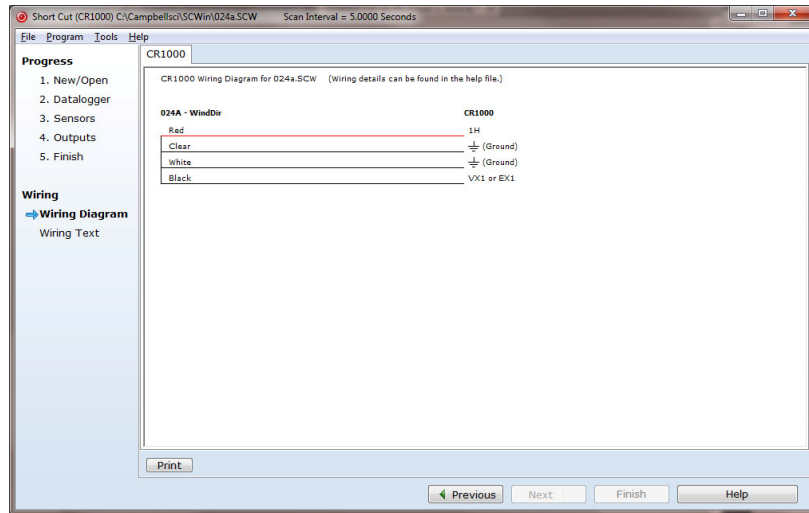 Short Cut (CR1000) C:\Campbellsci\SCWin\024a.SCW Scan Interval = 5.0000 Seconds
File Program Tools Help
Progress
1. New/Open
2. Datalogger
3. Sensors
4. Outputs
5. Finish
Wiring
Wiring Diagram
Wiring Text
CR1000
CR1000 Wiring Diagram for 024a.SCW (Wiring details can be found in the help file.)
024A - WindDir CR1000
Red 1H
Clear (Ground)
White (Ground)
Black VX1 or EX1
Print
Previous Next Finish Help